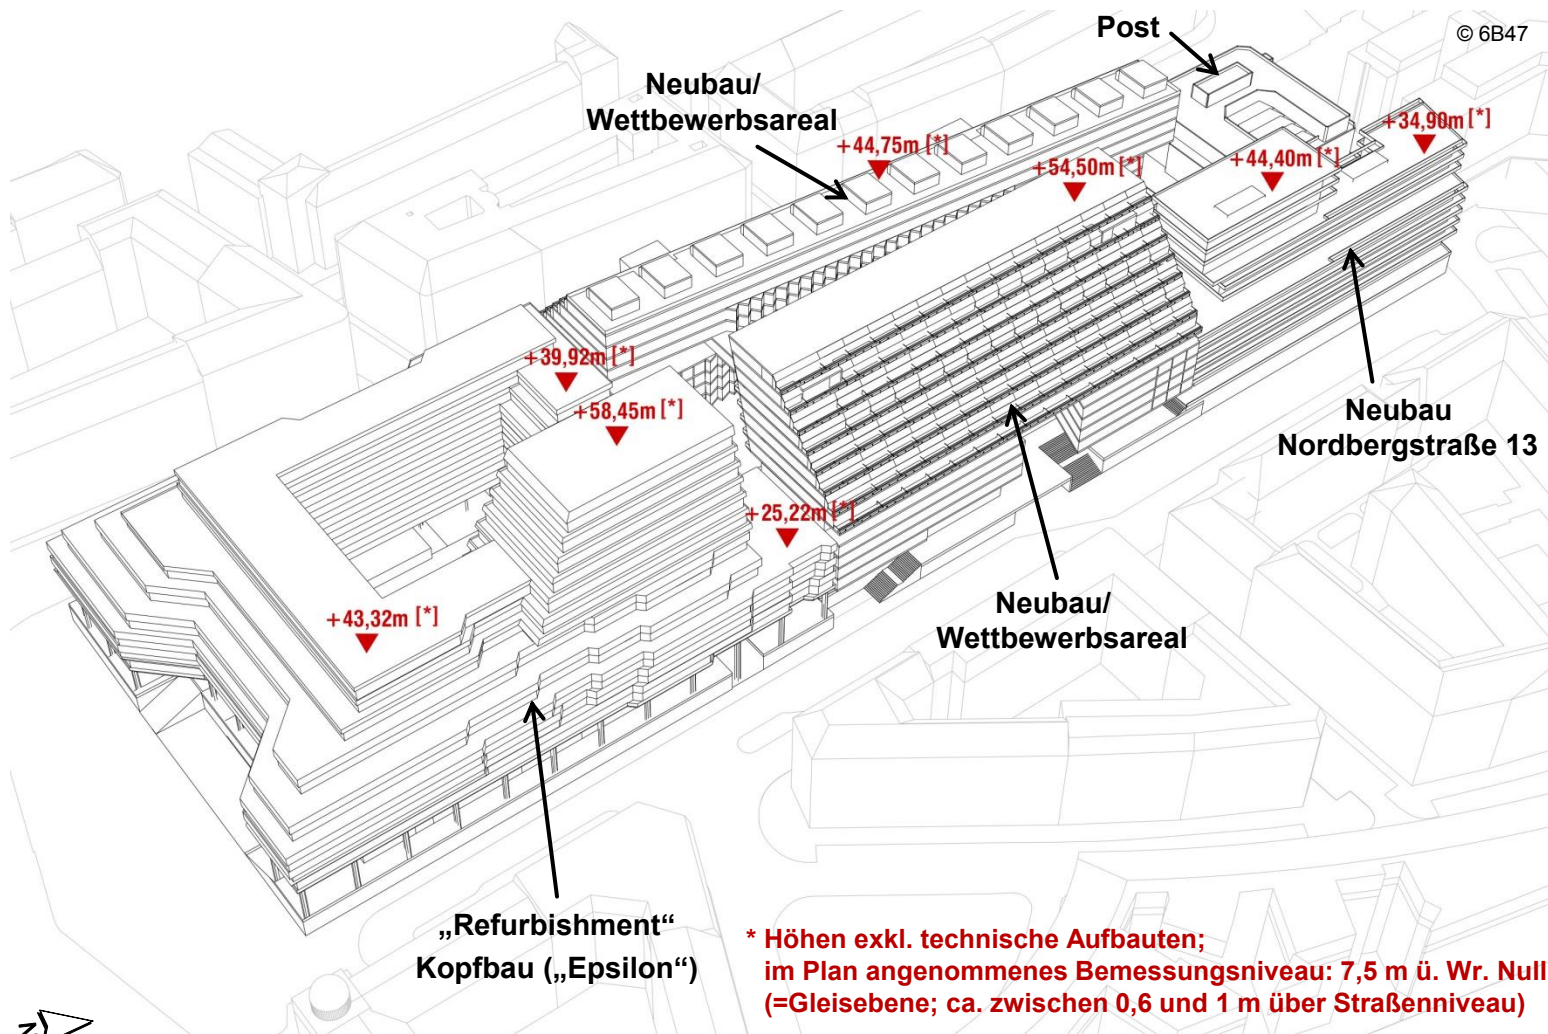 Post
© 6B47
Neubau/
Wettbewerbsareal
+44,75m [*]
+54,50m [*]
+44,40m [*]
+34,90m [*]
+39,92m [*]
+58,45m [*]
+25,22m [*]
+43,32m [*]
Neubau
Nordbergstraße 13
Neubau/
Wettbewerbsareal
„Refurbishment“
Kopfbau („Epsilon“)
* Höhen exkl. technische Aufbauten;
im Plan angenommenes Bemessungsniveau: 7,5 m ü. Wr. Null
(=Gleisebene; ca. zwischen 0,6 und 1 m über Straßenniveau)
N